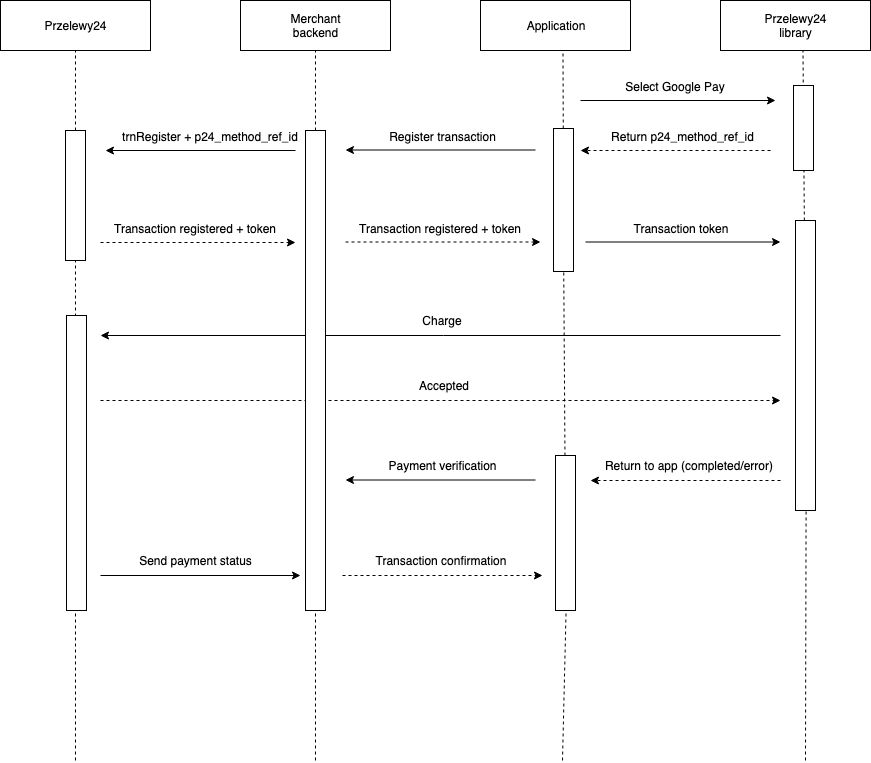 Przelewy24
Merchant
backend
Application
Przelewy24
library
Select Google Pay
trnRegister + p24_method_ref_id
Register transaction
Return p24_method_ref_id
Transaction registered + token
Transaction registered + token
Transaction token
Charge
Accepted
Payment verification
Return to app (completed/error)
Send payment status
Transaction confirmation